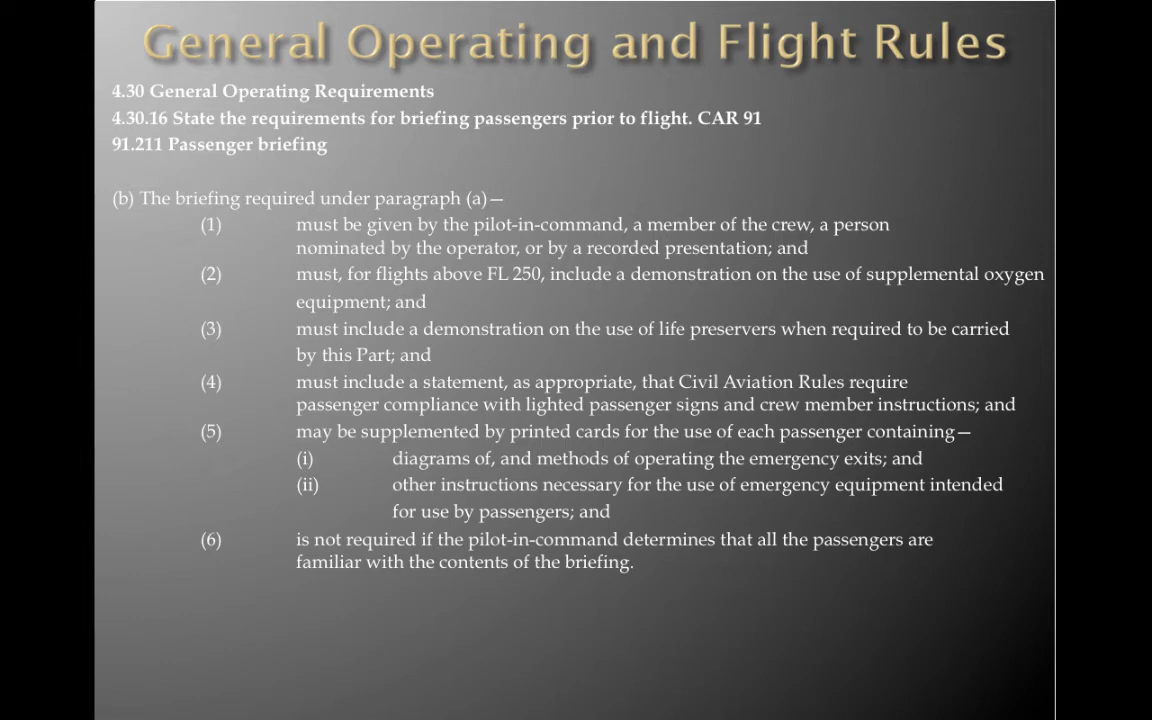 General Operating and Flight Rules
4.30 General Operating Requirements
4.30.16 State the requirements for briefing passengers prior to flight. CAR 91
91.211 Passenger briefing
(b) The briefing required under paragraph (a)—
(1) must be given by the pilot-in-command, a member of the crew, a person
nominated by the operator, or by a recorded presentation; and
(2) must, for flights above FL 250, include a demonstration on the use of supplemental oxygen
equipment; and
(3) must include a demonstration on the use of life preservers when required to be carried
by this Part; and
(4) must include a statement, as appropriate, that Civil Aviation Rules require
passenger compliance with lighted passenger signs and crew member instructions; and
(5) may be supplemented by printed cards for the use of each passenger containing—
(i) diagrams of, and methods of operating the emergency exits; and
(ii) other instructions necessary for the use of emergency equipment intended
for use by passengers; and
(6) is not required if the pilot-in-command determines that all the passengers are
familiar with the contents of the briefing.